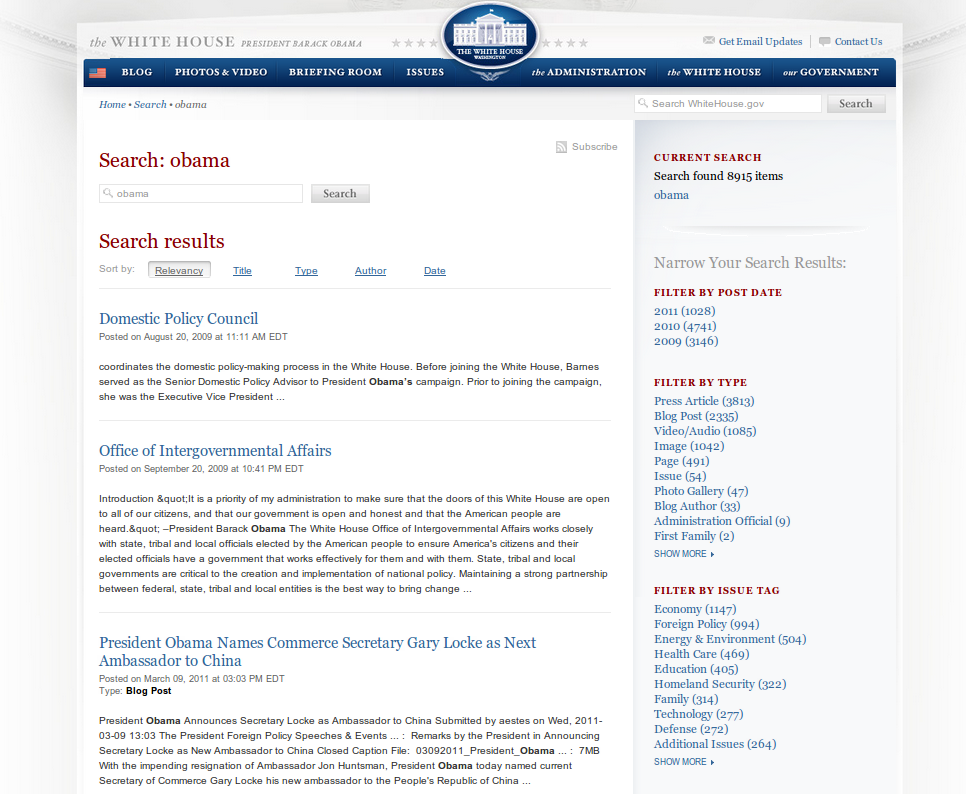 the WHITE HOUSE PRESIDENT BARACK OBAMA
THE WHITE HOUSE
WASHINGTON
Get Email Updates
Contact Us
BLOG
PHOTOS & VIDEO
BRIEFING ROOM
ISSUES
the ADMINISTRATION
the WHITE HOUSE
our GOVERNMENT
Home • Search • obama
Search WhiteHouse.gov
Search
Subscribe
Search: obama
obama
Search
Search results
Sort by: Relevancy Title Type Author Date
Domestic Policy Council
Posted on August 20, 2009 at 11:11 AM EDT
coordinates the domestic policy-making process in the White House. Before joining the White House, Barnes
served as the Senior Domestic Policy Advisor to President Obama's campaign. Prior to joining the campaign,
she was the Executive Vice President ...
Office of Intergovernmental Affairs
Posted on September 20, 2009 at 10:41 PM EDT
Introduction &quot;It is a priority of my administration to make sure that the doors of this White House are open
to all of our citizens, and that our government is open and honest and that the American people are
heard.&quot; –President Barack Obama The White House Office of Intergovernmental Affairs works closely
with state, tribal and local officials elected by the American people to ensure America's citizens and their
elected officials have a government that works effectively for them and with them. State, tribal and local
governments are critical to the creation and implementation of national policy. Maintaining a strong partnership
between federal, state, tribal and local entities is the best way to bring change ...
President Obama Names Commerce Secretary Gary Locke as Next
Ambassador to China
Posted on March 09, 2011 at 03:03 PM EDT
Type: Blog Post
President Obama Announces Secretary Locke as Ambassador to China Submitted by aestes on Wed, 2011-
03-09 13:03 The President Foreign Policy Speeches & Events ... : Remarks by the President in Announcing
Secretary Locke as New Ambassador to China Closed Caption File: 03092011_President_Obama ... : 7MB
With the impending resignation of Ambassador Jon Huntsman, President Obama today named current
Secretary of Commerce Gary Locke his new ambassador to the People's Republic of China ...
CURRENT SEARCH
Search found 8915 items
obama
Narrow Your Search Results:
FILTER BY POST DATE
2011 (1028)
2010 (4741)
2009 (3146)
FILTER BY TYPE
Press Article (3813)
Blog Post (2335)
Video/Audio (1085)
Image (1042)
Page (491)
Issue (54)
Photo Gallery (47)
Blog Author (33)
Administration Official (9)
First Family (2)
SHOW MORE
FILTER BY ISSUE TAG
Economy (1147)
Foreign Policy (994)
Energy & Environment (504)
Health Care (469)
Education (405)
Homeland Security (322)
Family (314)
Technology (277)
Defense (272)
Additional Issues (264)
SHOW MORE